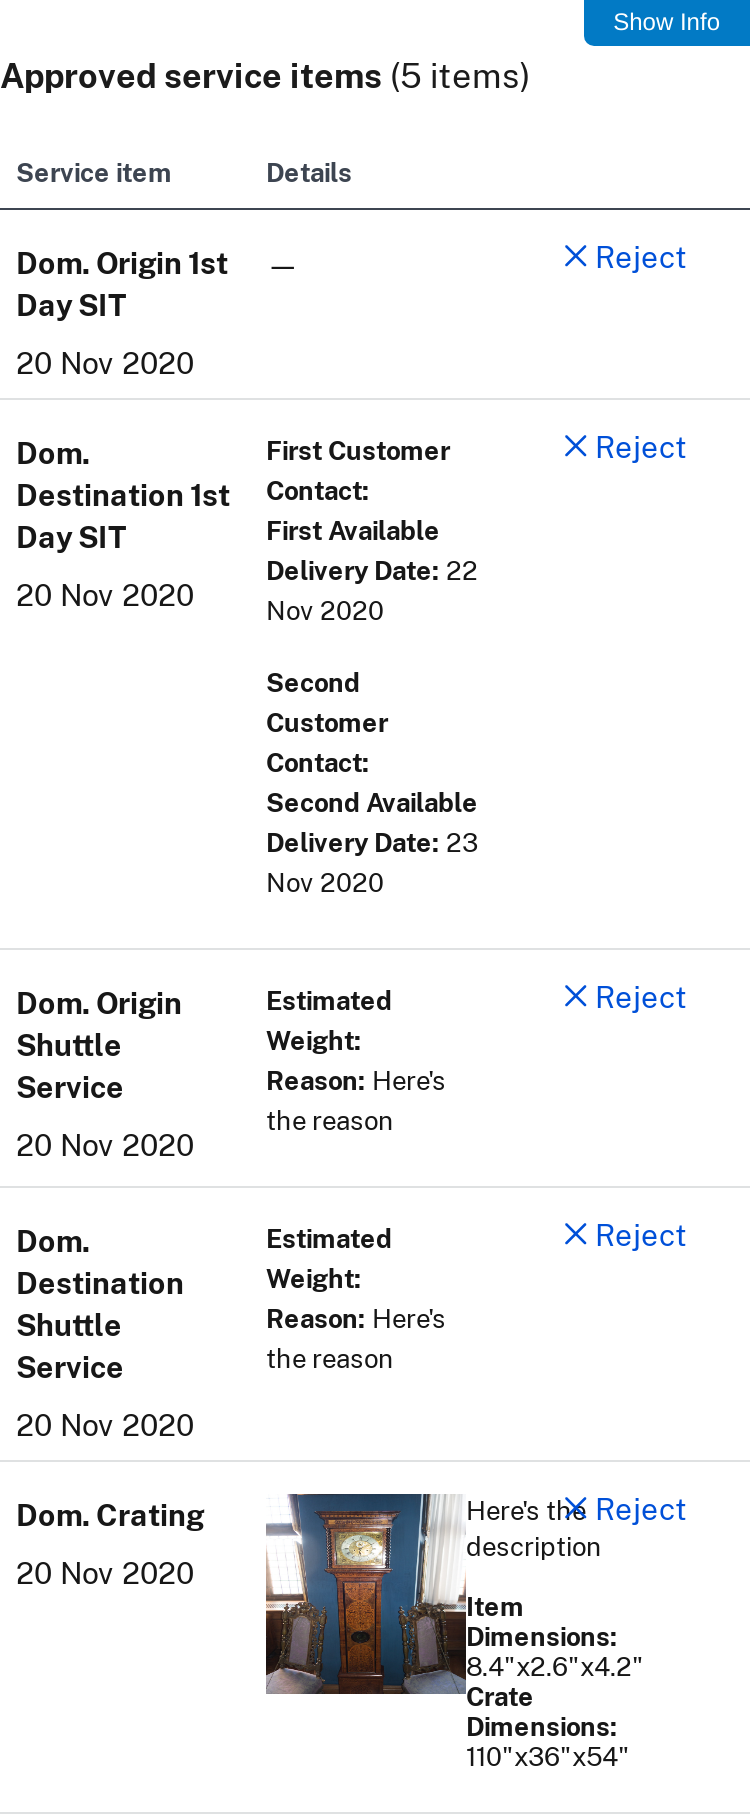 Show Info
Approved service items (5 items)
Service item
Details
Dom. Origin 1st
Day SIT
20 Nov 2020
—
Reject
Dom.
Destination 1st
Day SIT
20 Nov 2020
First Customer
Contact:
First Available
Delivery Date: 22
Nov 2020
Second
Customer
Contact:
Second Available
Delivery Date: 23
Nov 2020
Reject
Dom. Origin
Shuttle
Service
20 Nov 2020
Estimated
Weight:
Reason: Here's
the reason
Reject
Dom.
Destination
Shuttle
Service
20 Nov 2020
Estimated
Weight:
Reason: Here's
the reason
Reject
Dom. Crating
20 Nov 2020
Here's the
description
Item
Dimensions:
8.4"x2.6"x4.2"
Crate
Dimensions:
110"x36"x54"
Reject